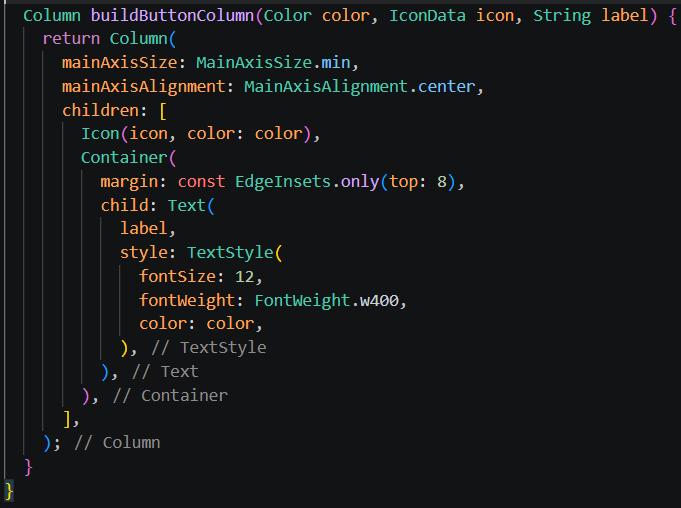 Column buildButtonColumn(Color color, IconData icon, String label) {
return Column(
mainAxisSize: MainAxisSize.min,
mainAxisAlignment: MainAxisAlignment.center,
children: [
Icon(icon, color: color),
Container(
margin: const EdgeInsets.only(top: 8),
child: Text(
label,
style: TextStyle(
fontSize: 12,
fontWeight: FontWeight.w400,
color: color,
), // TextStyle
), // Text
), // Container
],
); // Column
}
}